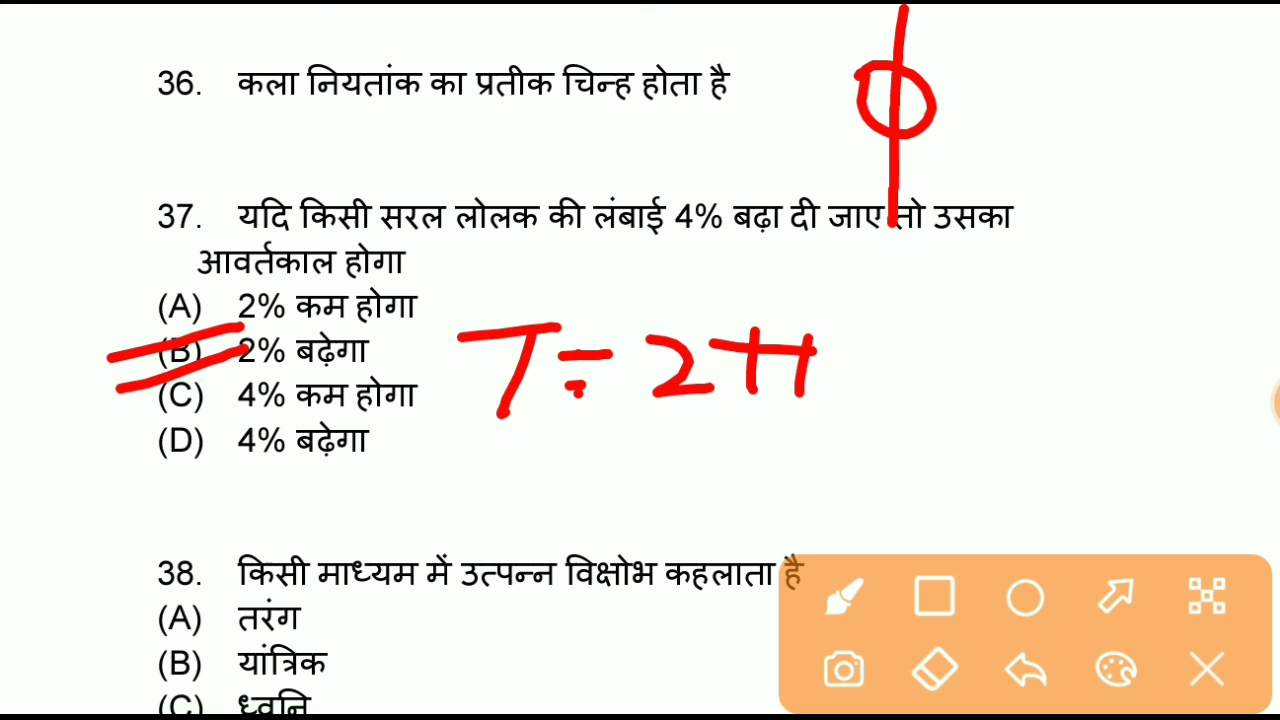 36. कला नियतांक का प्रतीक चिन्ह होता है
ϕ
37. यदि किसी सरल लोलक की लंबाई 4% बढ़ा दी जाए तो उसका
आवर्तकाल होगा
(A) 2% कम होगा
(B) 2% बढ़ेगा
T = 2π
(C) 4% कम होगा
(D) 4% बढ़ेगा
38. किसी माध्यम में उत्पन्न विक्षोभ कहलाता है
(A) तरंग
(B) यांत्रिक
(C) ध्वनि